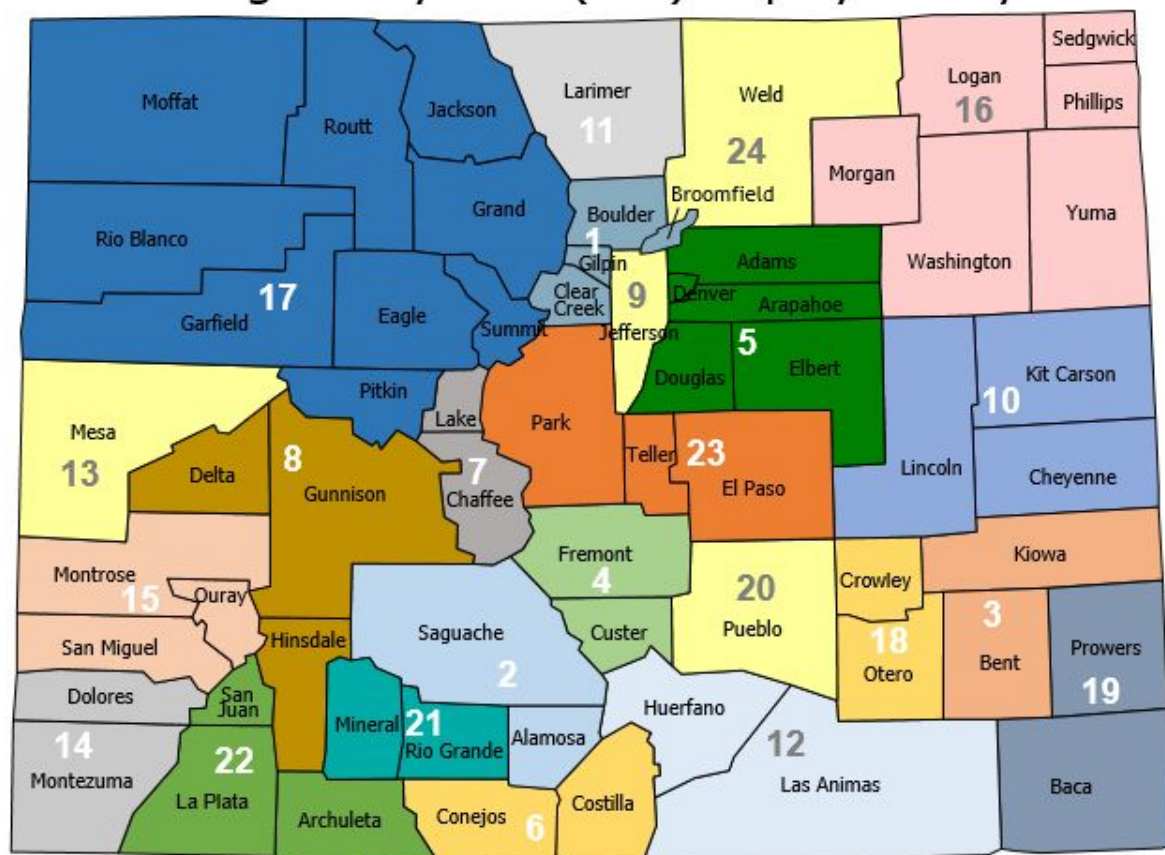 Sedgwick
Logan
16
Phillips
Moffat
Routt
Jackson
Larimer
11
Weld
24
Morgan
Washington
Yuma
Broomfield
Rio Blanco
Grand
Boulder
1
Gilpin
Clear
Creek
Adams
Denver
Arapahoe
9
Jefferson
Garfield
17
Eagle
Summit
5
Douglas
Elbert
Kit Carson
10
Lincoln
Cheyenne
Mesa
13
Pitkin
Lake
Park
Teller
23
El Paso
Delta
8
Gunnison
7
Chaffee
Montrose
15
Ouray
San Miguel
Fremont
4
Custer
20
Pueblo
Crowley
18
Otero
Kiowa
3
Bent
Prowers
19
Hinsdale
Saguache
2
Dolores
San
Juan
Mineral
21
Rio Grande
Alamosa
Huerfano
12
Las Animas
Baca
14
Montezuma
22
La Plata
Archuleta
Conejos
6
Costilla